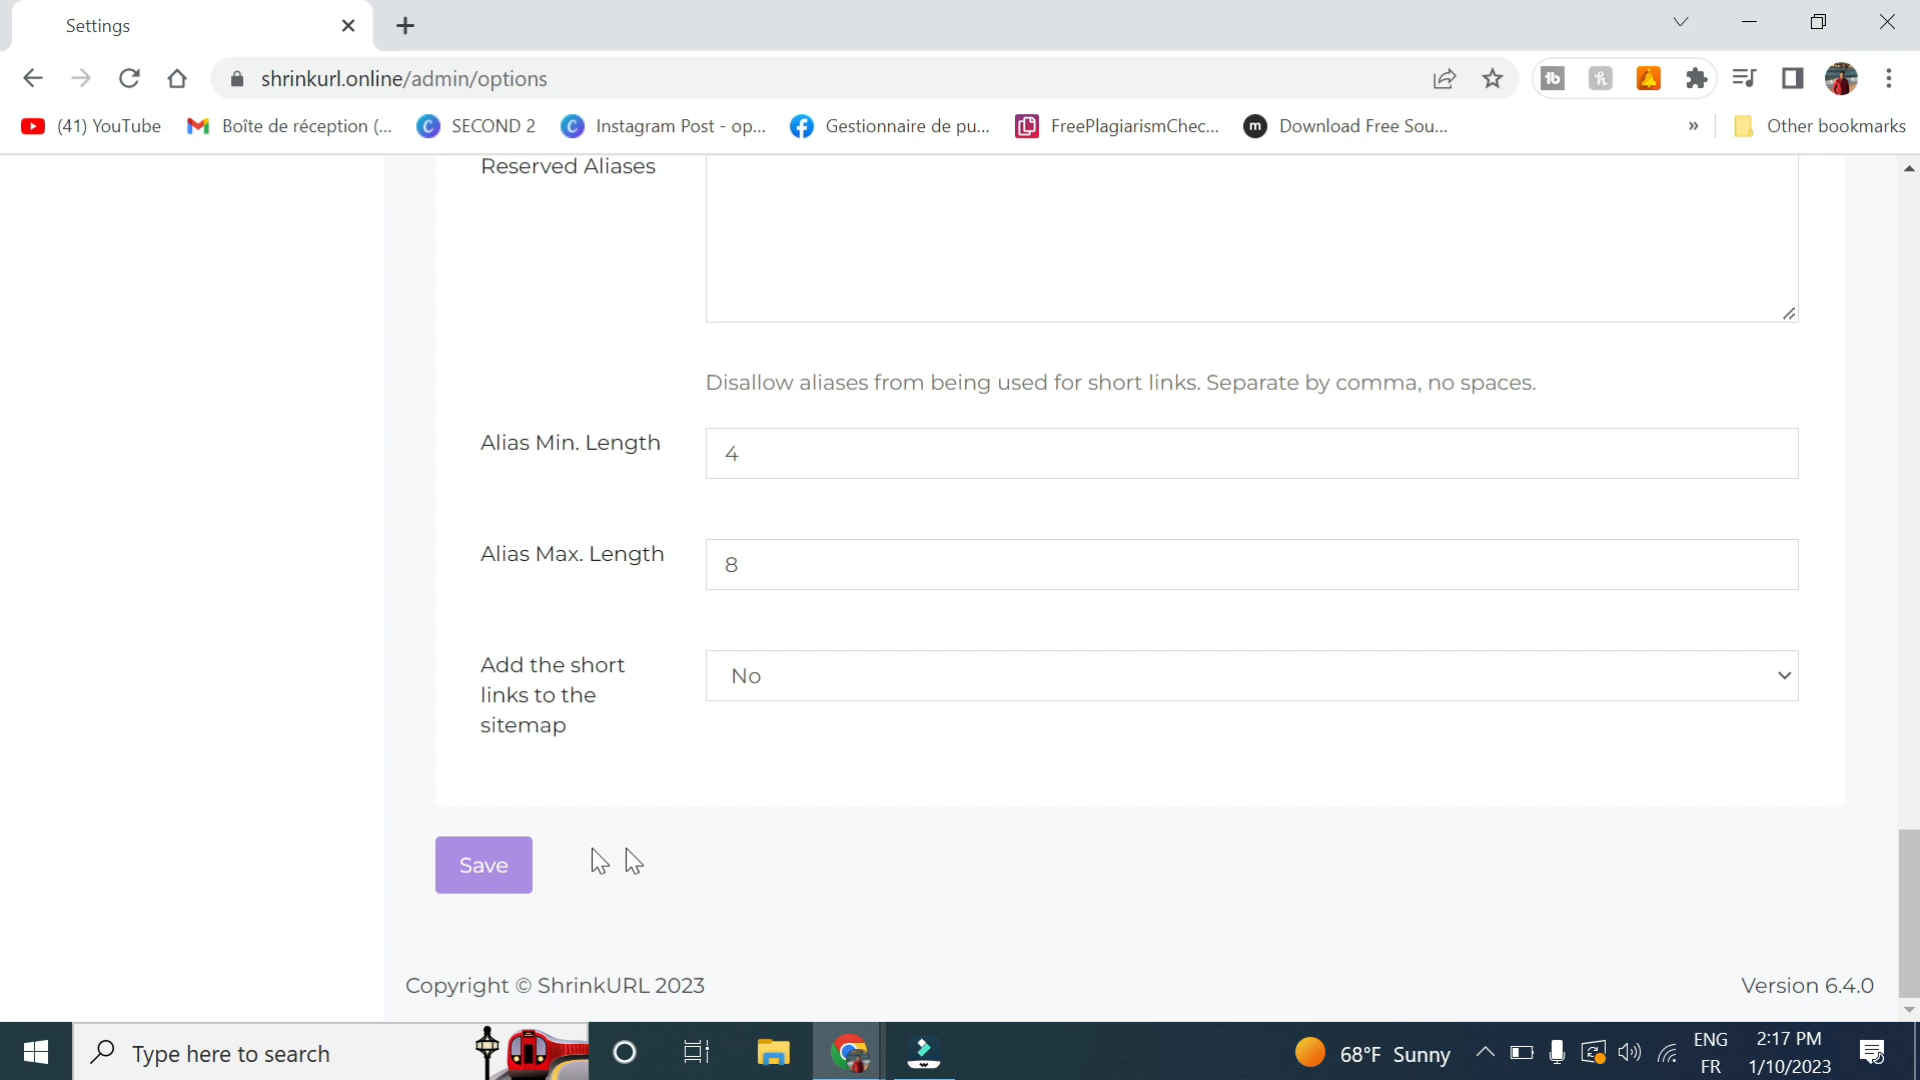 Settings
shrinkurl.online/admin/options
(41) YouTube
Boîte de réception (...
SECOND 2
Instagram Post - op...
Gestionnaire de pu...
FreePlagiarismChec...
Download Free Sou...
»
Other bookmarks
Reserved Aliases
Disallow aliases from being used for short links. Separate by comma, no spaces.
Alias Min. Length
4
Alias Max. Length
8
Add the short
links to the
sitemap
No
Save
Copyright © ShrinkURL 2023
Version 6.4.0
Type here to search
68°F Sunny
ENG
FR
2:17 PM
1/10/2023